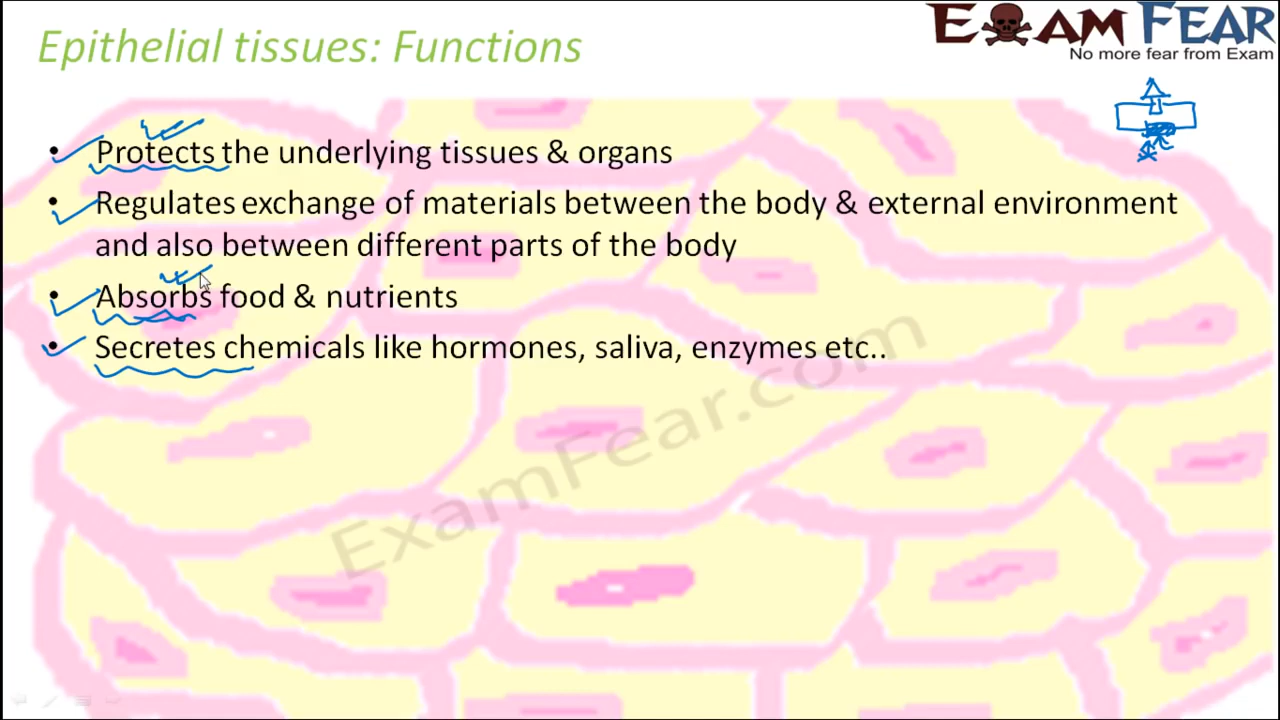 Epithelial tissues: Functions
EXAM FEAR
No more fear from Exam
• Protects the underlying tissues & organs
• Regulates exchange of materials between the body & external environment
and also between different parts of the body
• Absorbs food & nutrients
• Secretes chemicals like hormones, saliva, enzymes etc..
ExamFear.com